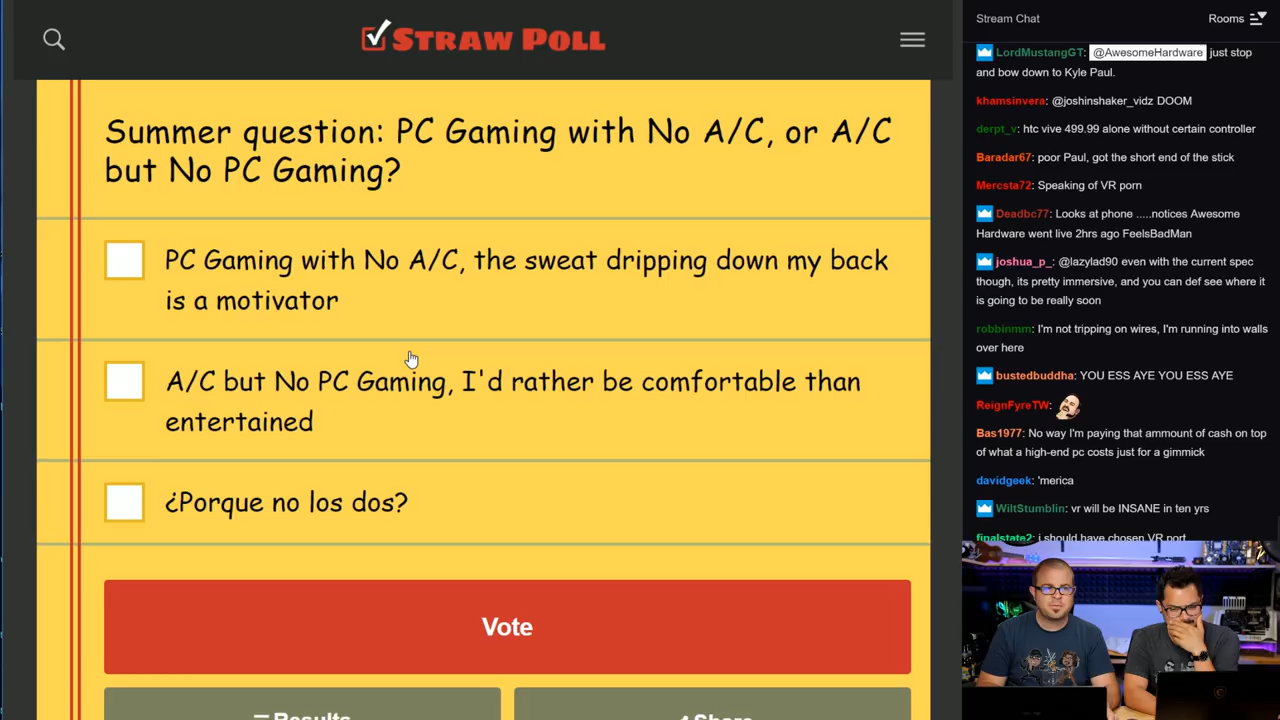 STRAW POLL
Summer question: PC Gaming with No A/C, or A/C
but No PC Gaming?
PC Gaming with No A/C, the sweat dripping down my back
is a motivator
A/C but No PC Gaming, I'd rather be comfortable than
entertained
¿Porque no los dos?
Vote
Results
Share
Stream Chat
Rooms
LordMustangGT: @AwesomeHardware just stop
and bow down to Kyle Paul.
khamsinvera: @joshinshaker_vidz DOOM
derpt_v: htc vive 499.99 alone without certain controller
Baradar67: poor Paul, got the short end of the stick
Mercsta72: Speaking of VR porn
Deadbc77: Looks at phone .....notices Awesome
Hardware went live 2hrs ago FeelsBadMan
joshua_p_: @lazylad90 even with the current spec
though, its pretty immersive, and you can def see where it
is going to be really soon
robbinmm: I'm not tripping on wires, I'm running into walls
over here
bustedbuddha: YOU ESS AYE YOU ESS AYE
ReignFyreTW:
Bas1977: No way I'm paying that ammount of cash on top
of what a high-end pc costs just for a gimmick
davidgeek: 'merica
WiltStumblin: vr will be INSANE in ten yrs
finalstate2: i should have chosen VR port